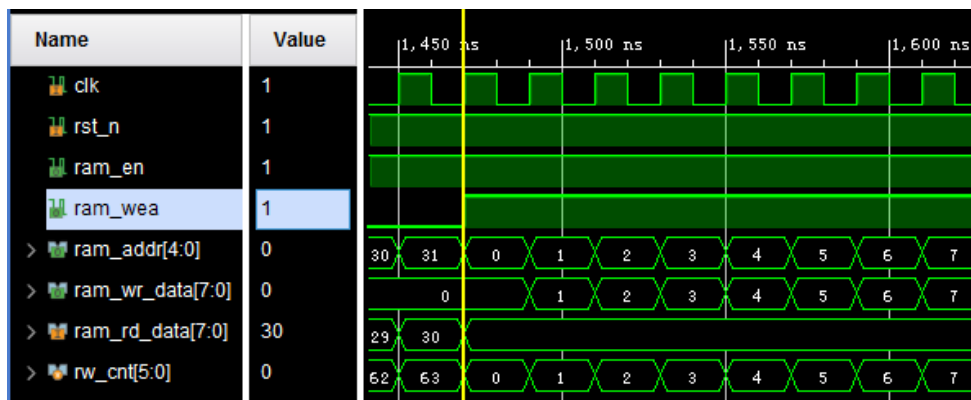 Name Value 1,450 ns 1,500 ns 1,550 ns 1,600 ns
clk 1
rst_n 1
ram_en 1
ram_wea 1
ram_addr[4:0] 0 30 31 0 1 2 3 4 5 6 7
ram_wr_data[7:0] 0 0 1 2 3 4 5 6 7
ram_rd_data[7:0] 30 29 30
rw_cnt[5:0] 0 62 63 0 1 2 3 4 5 6 7